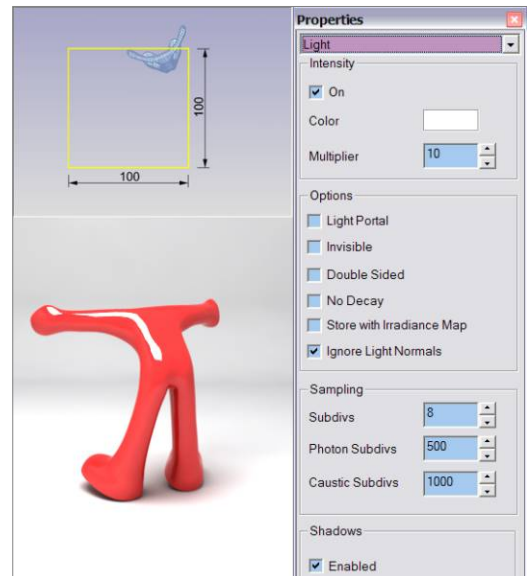 100
100
Properties
Light
Intensity
On
Color
Multiplier 10
Options
Light Portal
Invisible
Double Sided
No Decay
Store with Irradiance Map
Ignore Light Normals
Sampling
Subdivs 8
Photon Subdivs 500
Caustic Subdivs 1000
Shadows
Enabled